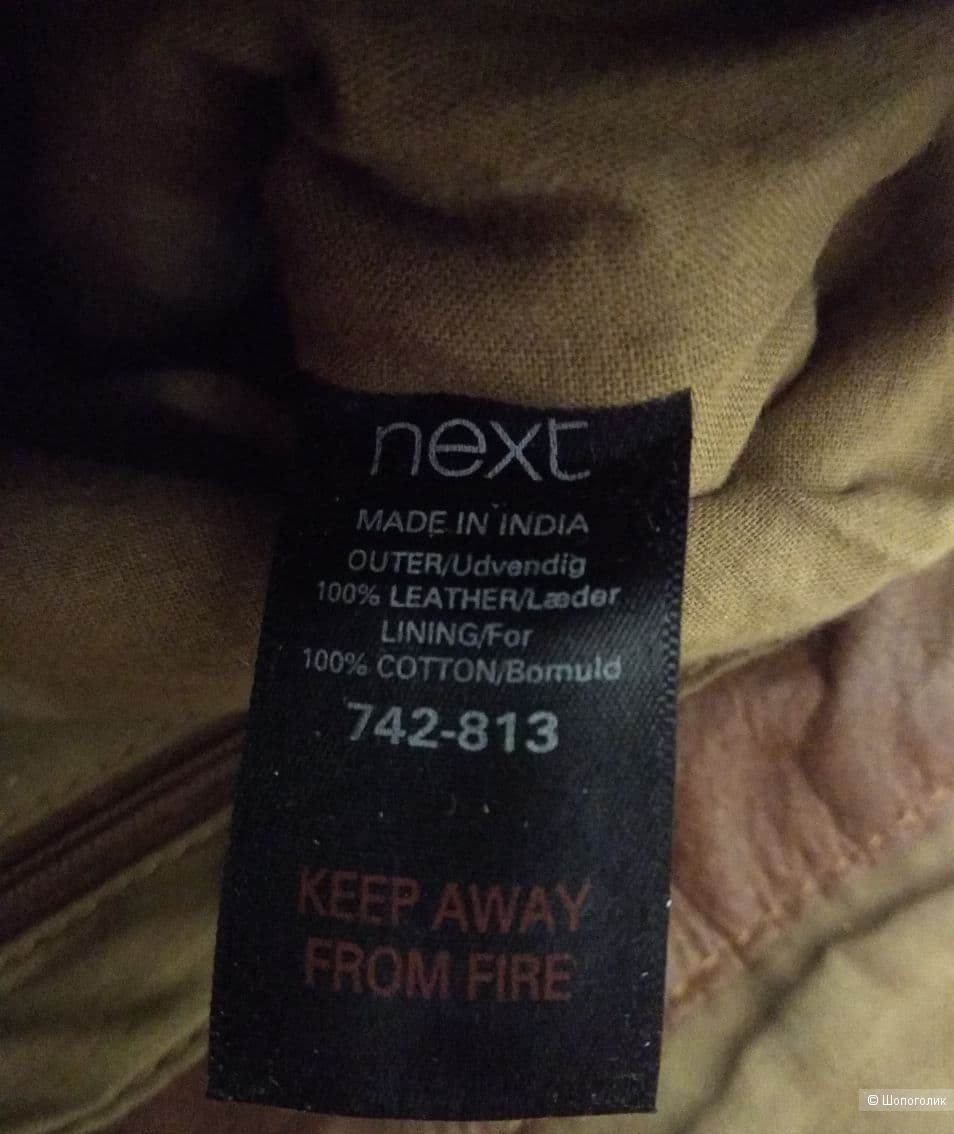 next
MADE IN INDIA
OUTER/Udvendig
100% LEATHER/Læder
LINING/For
100% COTTON/Bomuld
742-813
KEEP AWAY
FROM FIRE
© Шопоголик